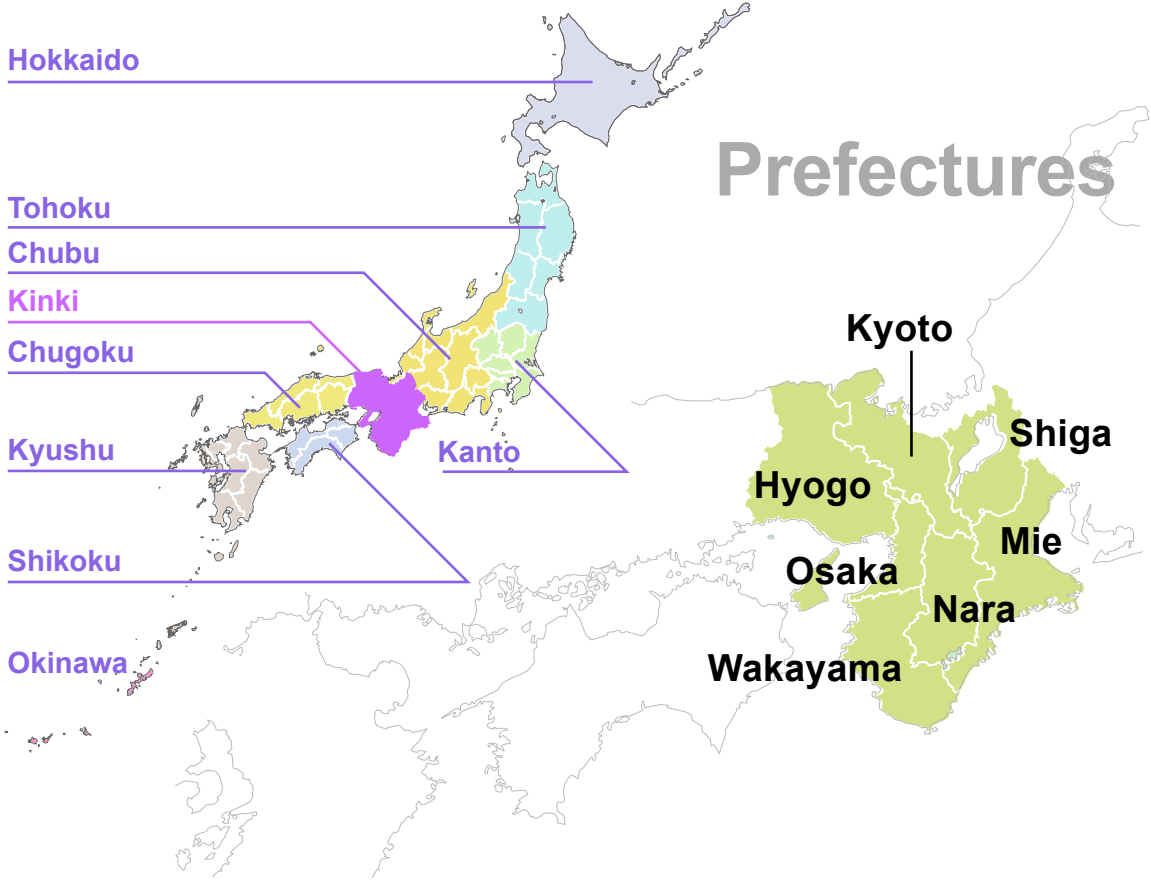 Hokkaido
Tohoku
Chubu
Kinki
Chugoku
Kyushu
Kanto
Shikoku
Okinawa
Prefectures
Kyoto
Shiga
Hyogo
Mie
Osaka
Nara
Wakayama